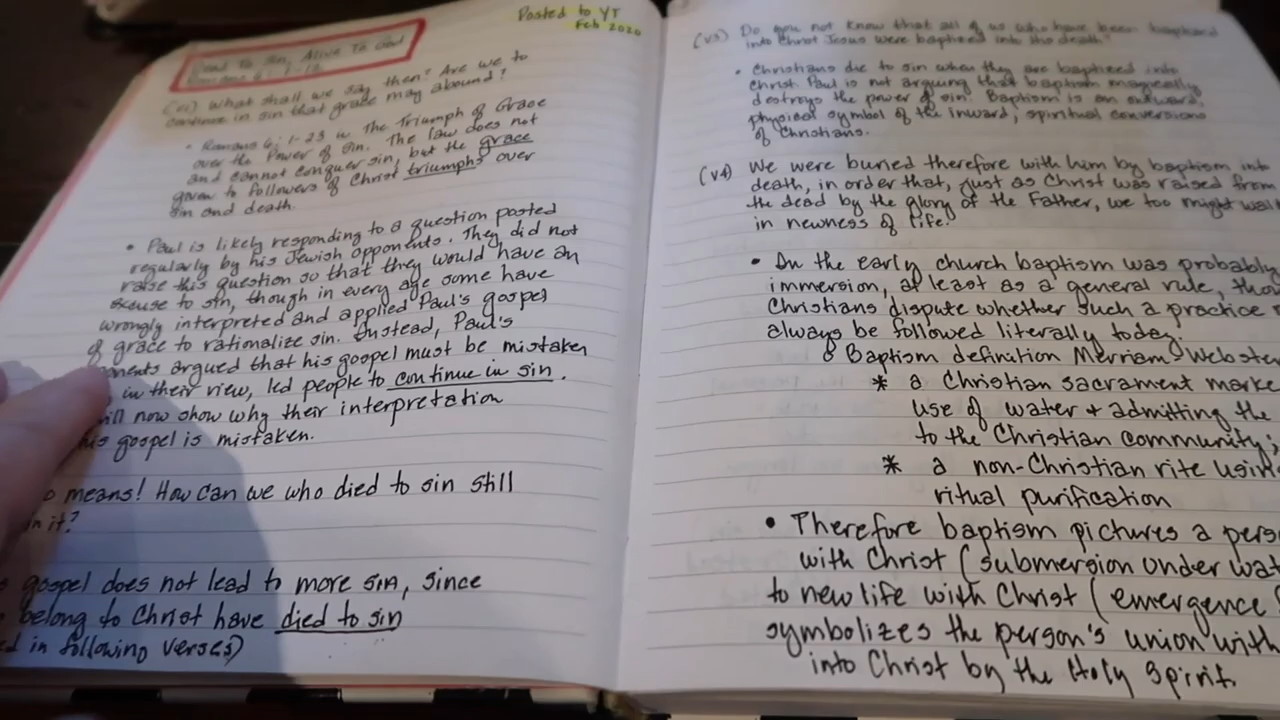 Posted to YT
Feb 2020
Dead To Sin, Alive To God
Romans 6: 1-12
(v1) What shall we say then? Are we to
continue in sin that grace may abound?
• Romans 6: 1-23 is The Triumph of Grace
over the Power of Sin. The law does not
and cannot conquer sin, but the grace
given to followers of Christ triumphs over
sin and death.
• Paul is likely responding to a question posted
regularly by his Jewish opponents. They did not
raise this question so that they would have an
excuse to sin, though in every age some have
wrongly interpreted and applied Paul's gospel
of grace to rationalize sin. Instead, Paul's
argued that his gospel must be mistaken
in their view, led people to continue in sin.
now show why their interpretation
gospel is mistaken.
means! How can we who died to sin still
in it?
gospel does not lead to more sin, since
belong to Christ have died to sin
in following verses)
(v3) Do you not know that all of us who have been baptized
into Christ Jesus were baptized into his death?
• Christians die to sin when they are baptized into
Christ. Paul is not arguing that baptism magically
destroys the power of sin. Baptism is an outward,
physical symbol of the inward, spiritual conversions
of Christians.
(v4) We were buried therefore with him by baptism into
death, in order that, just as Christ was raised from
the dead by the glory of the Father, we too might walk
in newness of life.
• In the early church baptism was probably
immersion, at least as a general rule, tho
Christians dispute whether such a practice
always be followed literally today.
o Baptism definition Merriam Webster
* a Christian sacrament marke
use of water + admitting the
to the Christian community;
* a non-Christian rite using
ritual purification
• Therefore baptism pictures a pers
with Christ (submersion under wat
to new life with Christ (emergence
symbolizes the person's union with
into Christ by the Holy Spirit.